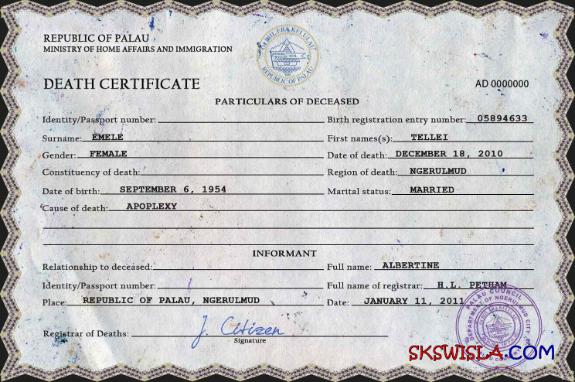 REPUBLIC OF PALAU
MINISTRY OF HOME AFFAIRS AND IMMIGRATION
REPUBLIC OF PALAU
DEATH CERTIFICATE
AD 0000000
PARTICULARS OF DECEASED
Identity/Passport number: Birth registration entry number: 05894633
Surname: EMELE First names(s): TELLEI
Gender: FEMALE Date of death: DECEMBER 18, 2010
Constituency of death: Region of death: NGERULMUD
Date of birth: SEPTEMBER 6, 1954 Marital status: MARRIED
Cause of death: APOPLEXY
INFORMANT
Relationship to deceased: Full name: ALBERTINE
Identity/Passport number: Full name of registrar: H.L. PETHAM
Place REPUBLIC OF PALAU, NGERULMUD Date: JANUARY 11, 2011
Registrar of Deaths: J. Citizen
Signature
SKSWISLA.COM